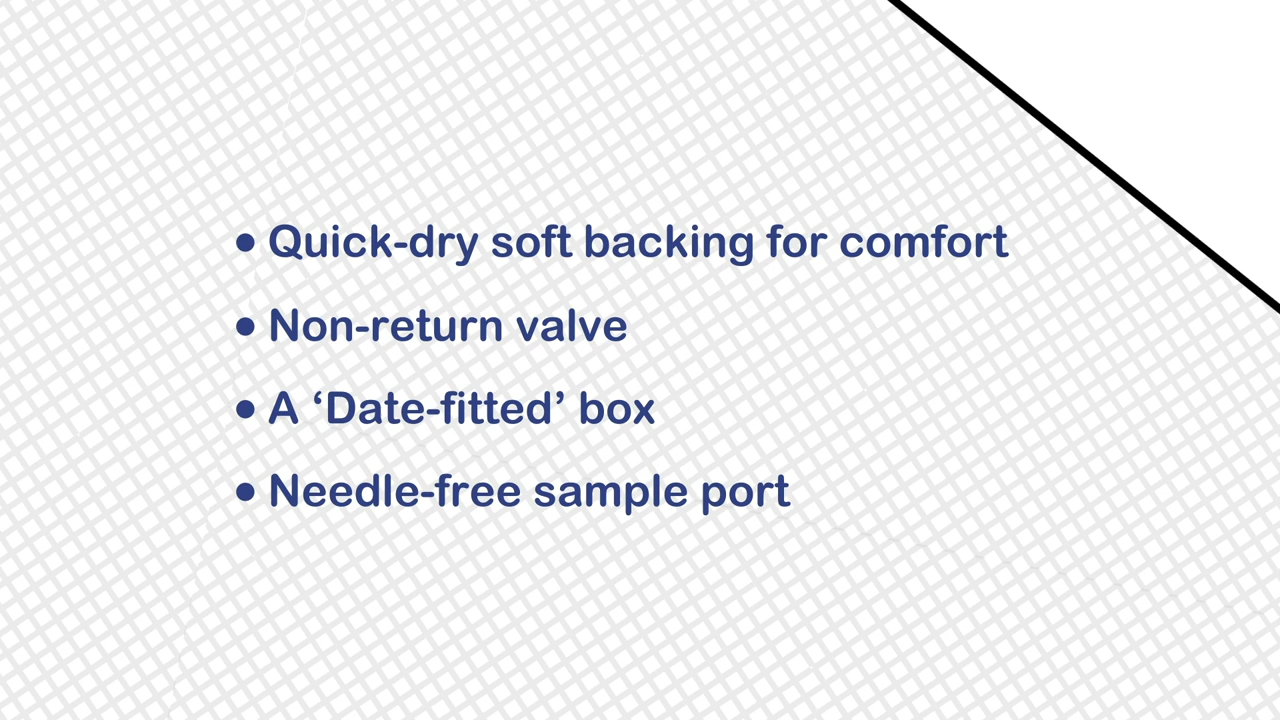 • Quick-dry soft backing for comfort
• Non-return valve
• A ‘Date-fitted’ box
• Needle-free sample port